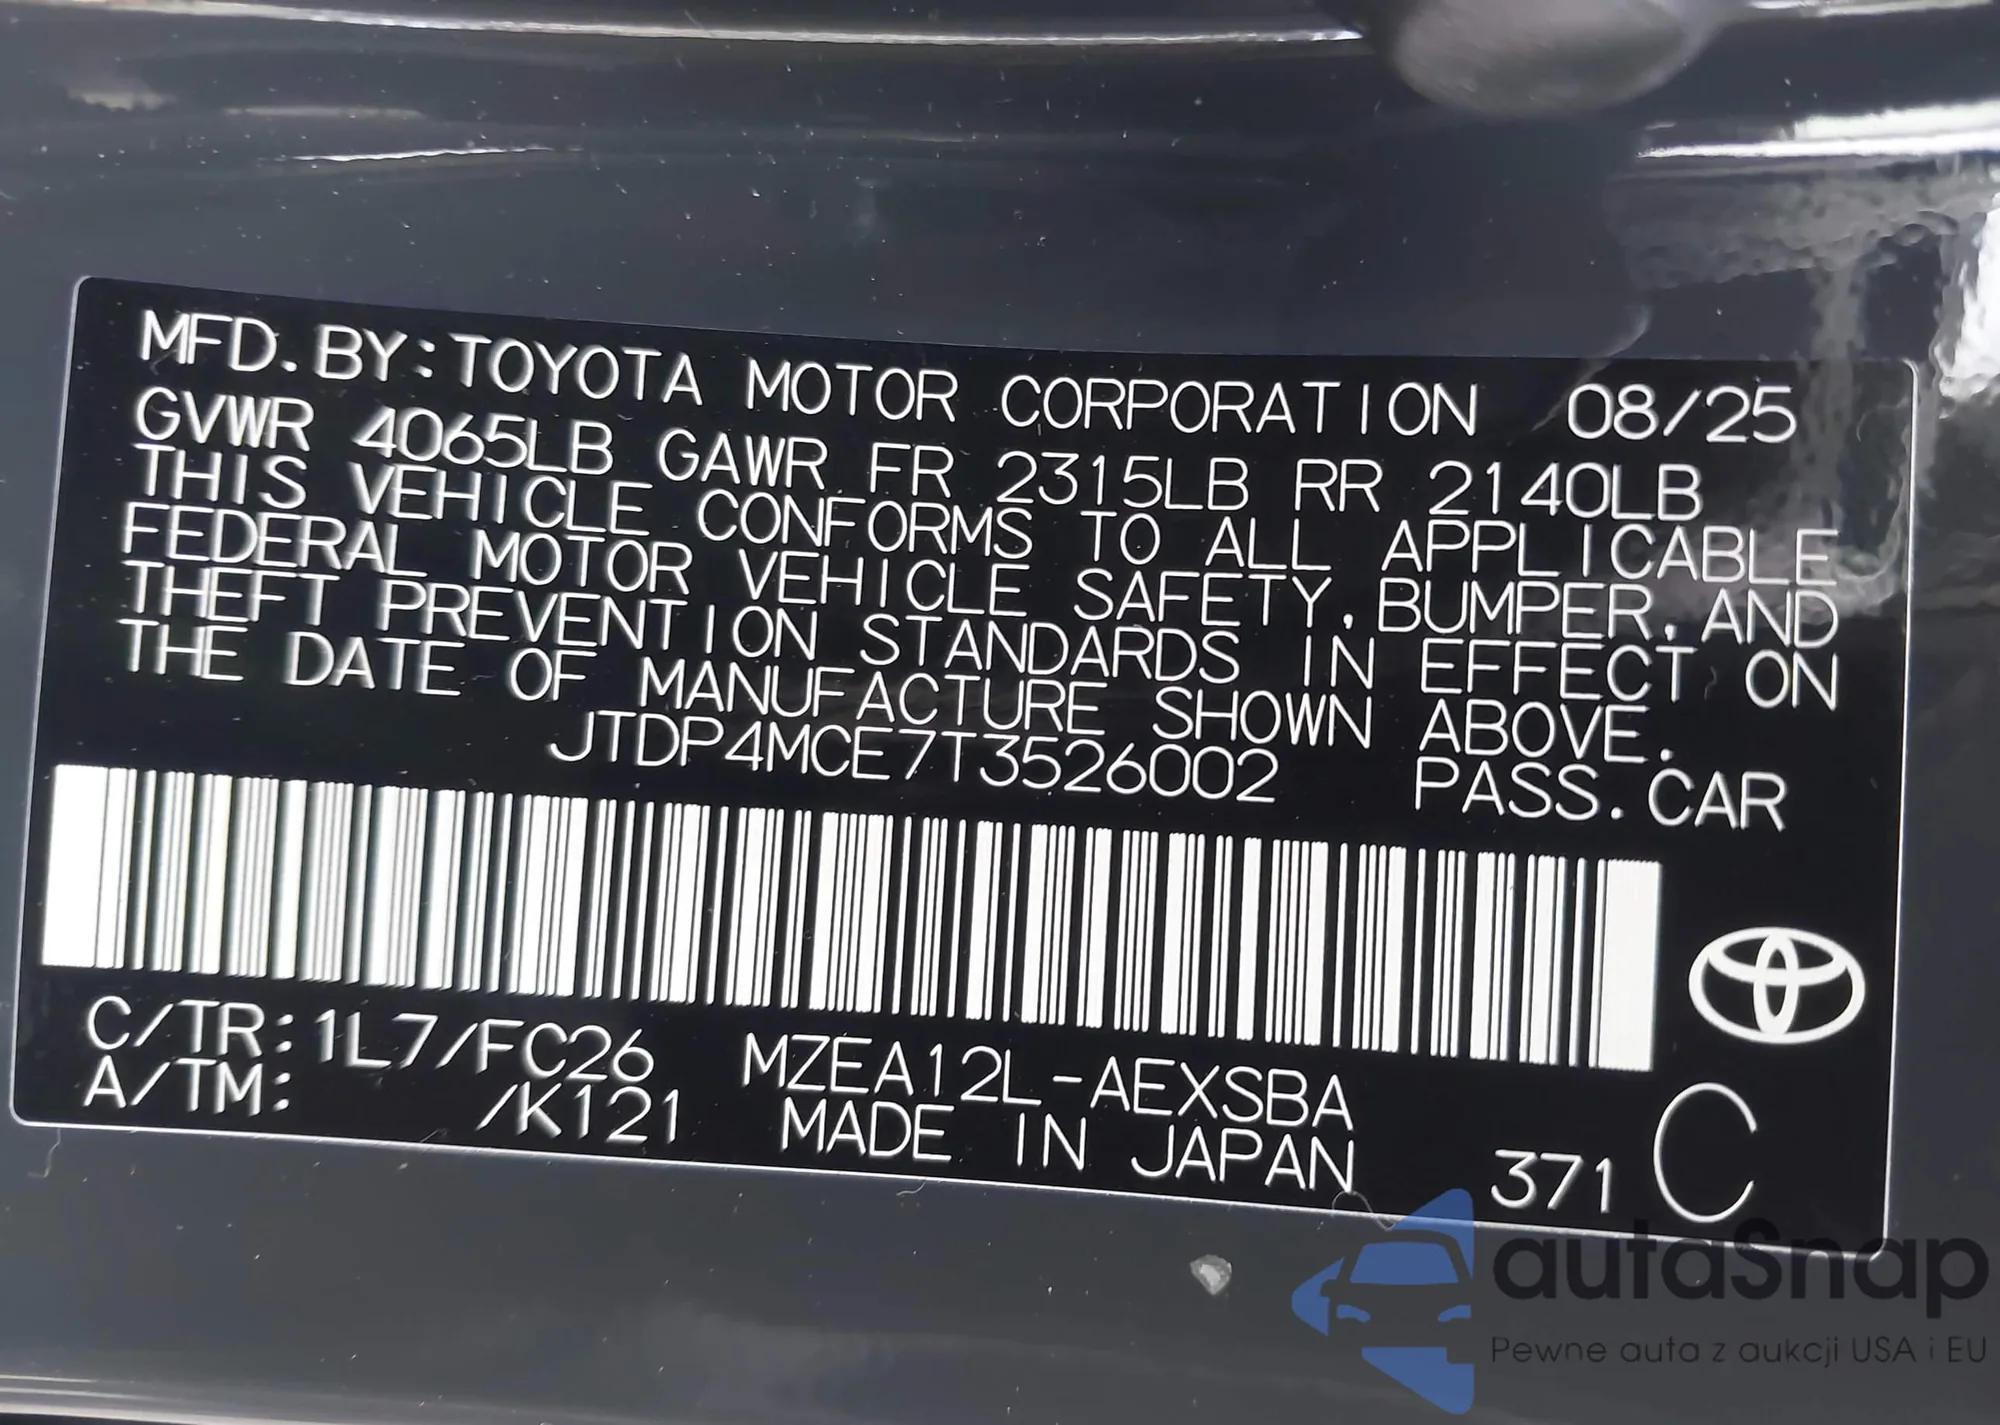 MFD.BY:TOYOTA MOTOR CORPORATION 08/25
GVWR 4065LB GAWR FR 2315LB RR 2140LB
THIS VEHICLE CONFORMS TO ALL APPLICABLE
FEDERAL MOTOR VEHICLE SAFETY,BUMPER,AND
THEFT PREVENTION STANDARDS IN EFFECT ON
THE DATE OF MANUFACTURE SHOWN ABOVE.
JTDP4MCE7T3526002 PASS.CAR
C/TR:1L7/FC26 MZEA12L-AEXSBA
A/TM: /K121 MADE IN JAPAN 371 C
autaSnap
Pewne auta z aukcji USA i EU